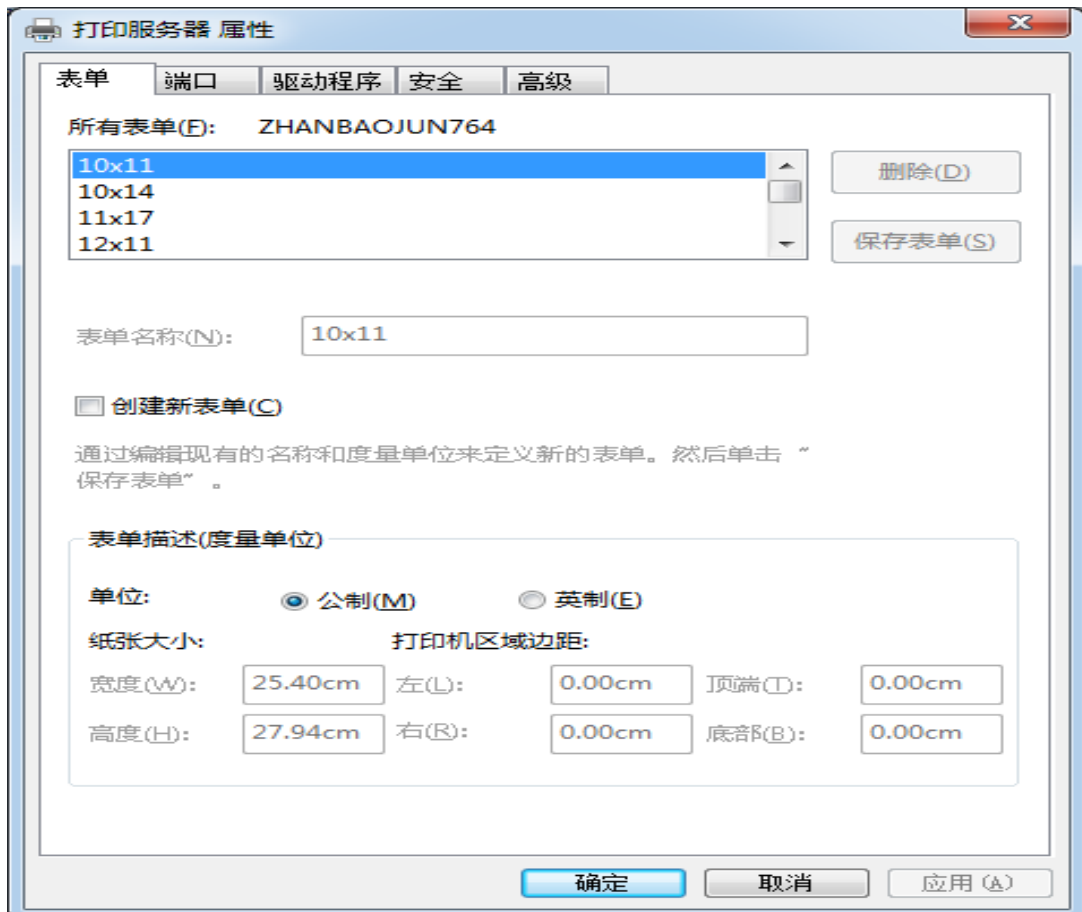 打印服务器 属性
表单 端口 驱动程序 安全 高级
所有表单(F): ZHANBAOJUN764
10x11
10x14
11x17
12x11
删除(D)
保存表单(S)
表单名称(N): 10x11
创建新表单(C)
通过编辑现有的名称和度量单位来定义新的表单。然后单击 “
保存表单” 。
表单描述(度量单位)
单位: 公制(M) 英制(E)
纸张大小: 打印机区域边距:
宽度(W): 25.40cm 左(L): 0.00cm 顶端(T): 0.00cm
高度(H): 27.94cm 右(R): 0.00cm 底部(B): 0.00cm
确定 取消 应用(A)